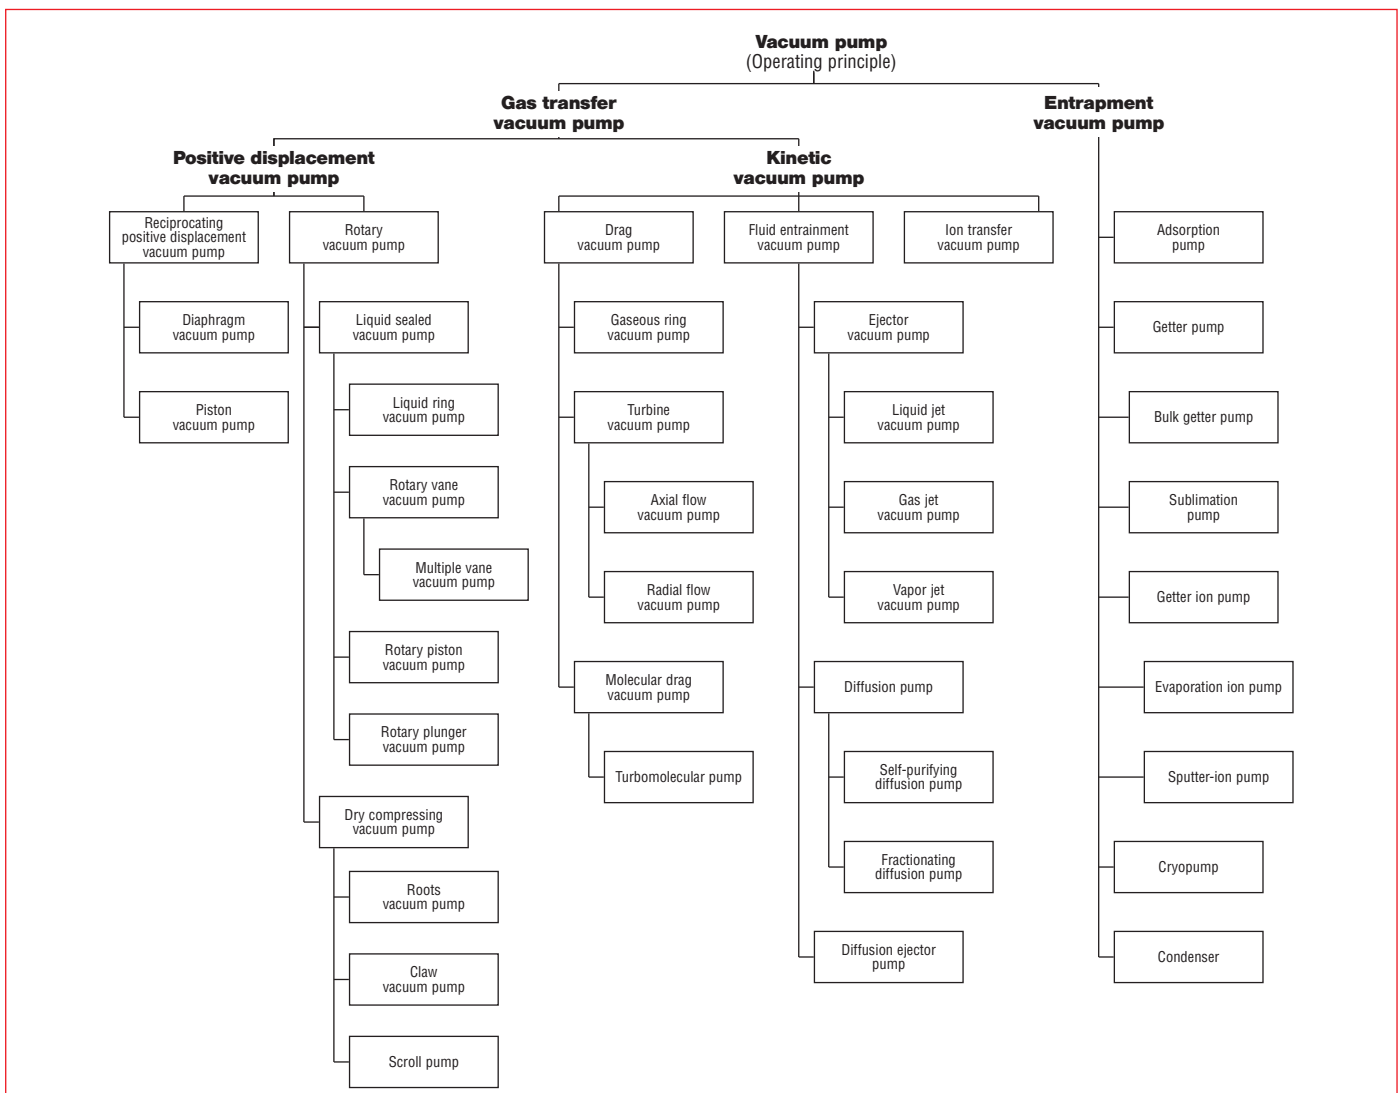 Vacuum pump
(Operating principle)
Gas transfer
vacuum pump
Entrapment
vacuum pump
Positive displacement
vacuum pump
Kinetic
vacuum pump
Reciprocating
positive displacement
vacuum pump
Rotary
vacuum pump
Drag
vacuum pump
Fluid entrainment
vacuum pump
Ion transfer
vacuum pump
Adsorption
pump
Diaphragm
vacuum pump
Liquid sealed
vacuum pump
Gaseous ring
vacuum pump
Ejector
vacuum pump
Getter pump
Piston
vacuum pump
Liquid ring
vacuum pump
Turbine
vacuum pump
Liquid jet
vacuum pump
Bulk getter pump
Rotary vane
vacuum pump
Axial flow
vacuum pump
Gas jet
vacuum pump
Sublimation
pump
Multiple vane
vacuum pump
Radial flow
vacuum pump
Vapor jet
vacuum pump
Getter ion pump
Rotary piston
vacuum pump
Molecular drag
vacuum pump
Diffusion pump
Evaporation ion pump
Rotary plunger
vacuum pump
Turbomolecular pump
Self-purifying
diffusion pump
Sputter-ion pump
Dry compressing
vacuum pump
Fractionating
diffusion pump
Cryopump
Roots
vacuum pump
Diffusion ejector
pump
Condenser
Claw
vacuum pump
Scroll pump